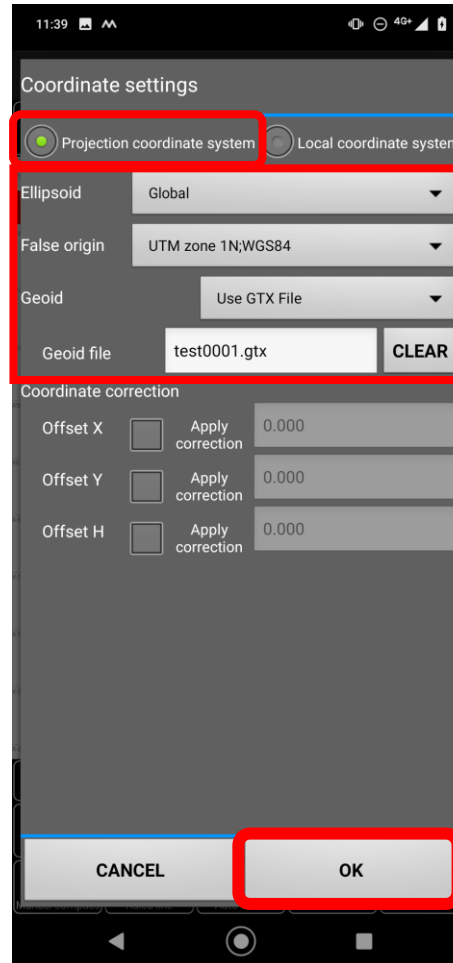 11:39 4G+
Coordinate settings
Projection coordinate system Local coordinate system
Ellipsoid Global
False origin UTM zone 1N;WGS84
Geoid Use GTX File
Geoid file test0001.gtx CLEAR
Coordinate correction
Offset X Apply correction 0.000
Offset Y Apply correction 0.000
Offset H Apply correction 0.000
CANCEL OK